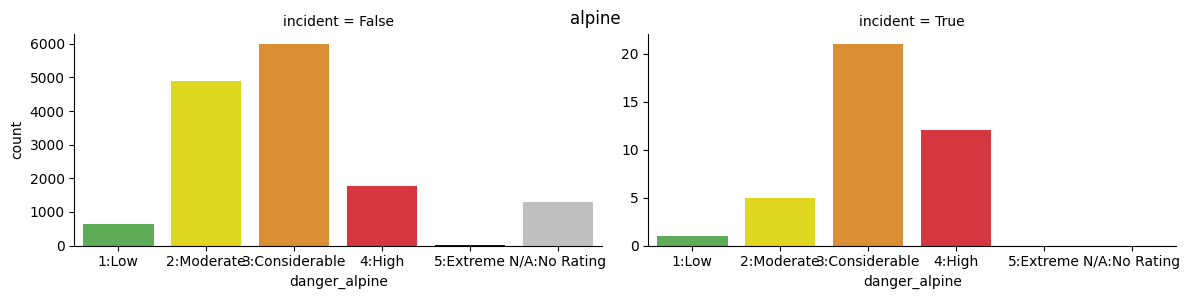 alpine
incident = False
incident = True
6000
5000
4000
3000
2000
1000
0
count
1:Low 2:Moderate 3:Considerable 4:High 5:Extreme N/A:No Rating
danger_alpine
20
15
10
5
0
1:Low 2:Moderate 3:Considerable 4:High 5:Extreme N/A:No Rating
danger_alpine